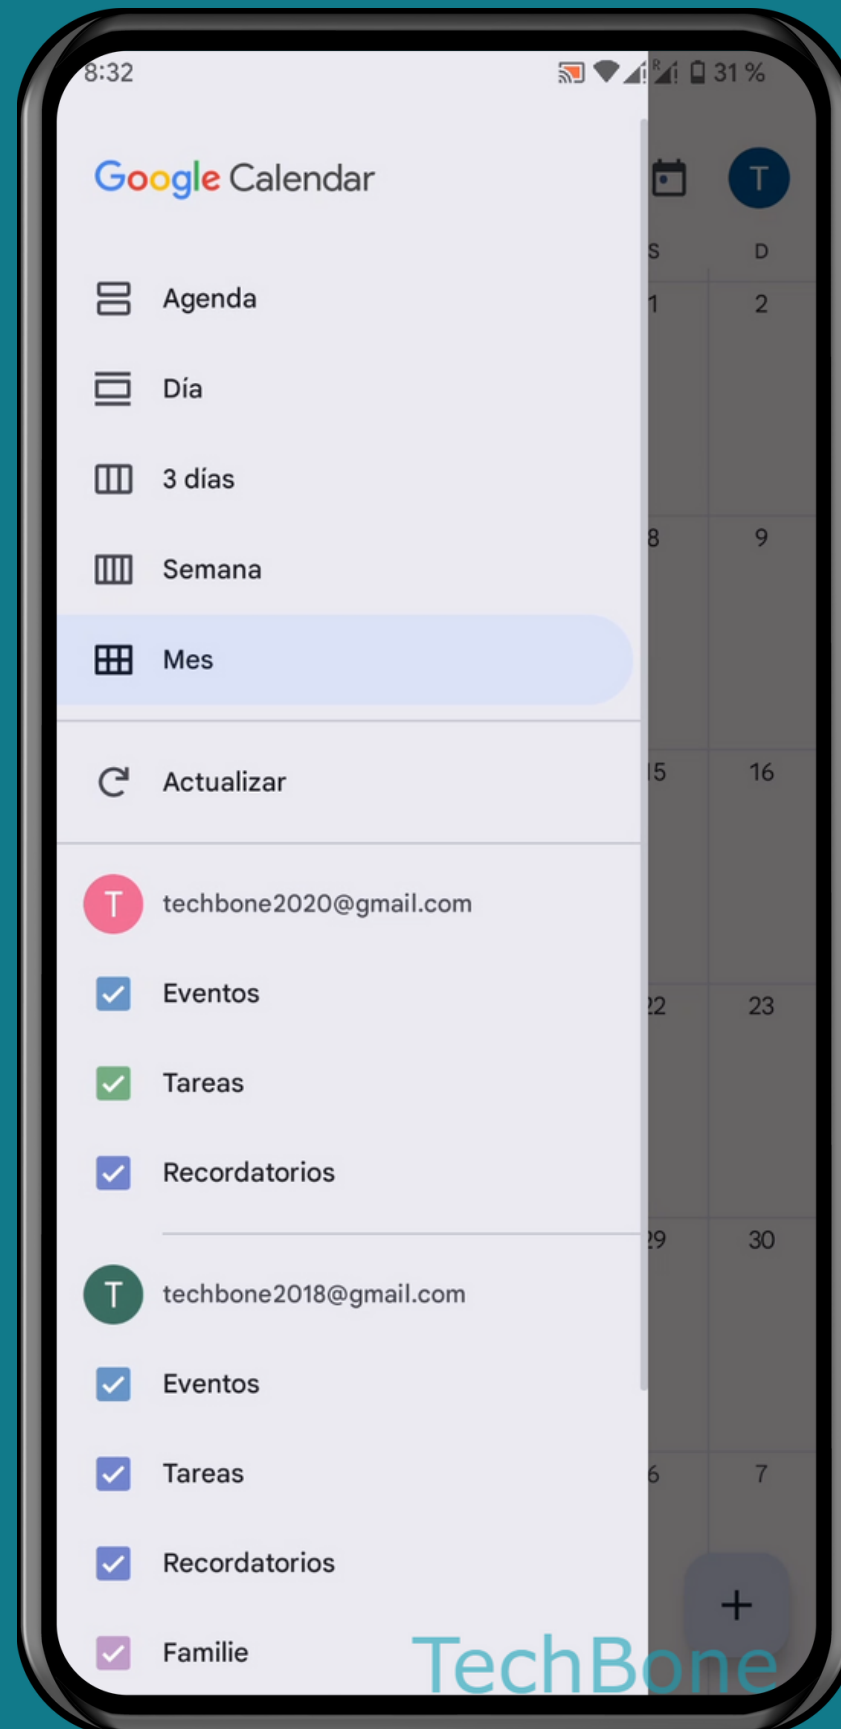 8:32
R
31 %
Google Calendar
T
S D
Agenda
1 2
Día
3 días
8 9
Semana
Mes
Actualizar
15 16
T techbone2020@gmail.com
Eventos
22 23
Tareas
Recordatorios
29 30
T techbone2018@gmail.com
Eventos
Tareas
6 7
Recordatorios
+
Familie
TechBone